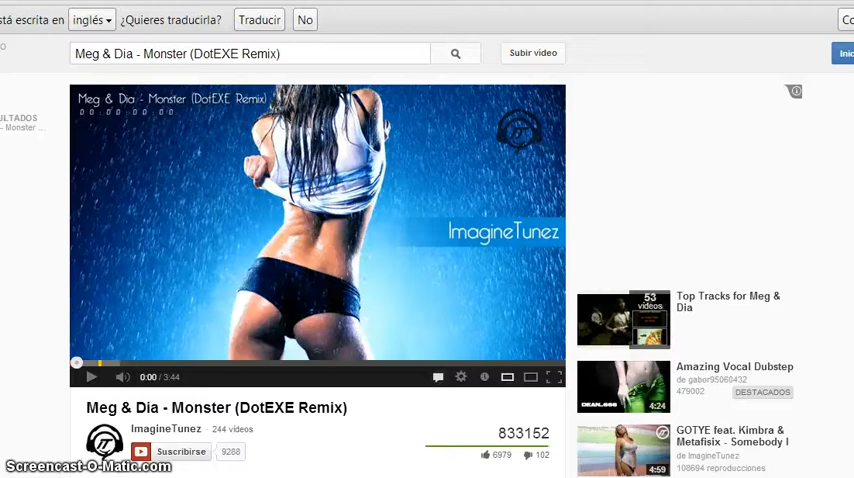 stá escrita en inglés ¿Quieres traducirla? Traducir No
Meg & Dia - Monster (DotEXE Remix) Subir video
ULTADOS
- Monster ...
Meg & Dia - Monster (DotEXE Remix)
00:00:00:00
ImagineTunez
53
videos
Top Tracks for Meg &
Dia
0:00 / 3:44
Amazing Vocal Dubstep
de gabor95060432
479002 DESTACADOS
DEAN..966
4:24
Meg & Dia - Monster (DotEXE Remix)
ImagineTunez · 244 videos
Suscribirse 9288
833152
6979 102
GOTYE feat. Kimbra &
Metafisix - Somebody I
de ImagineTunez
108694 reproducciones
4:59
Screencast-O-Matic.com